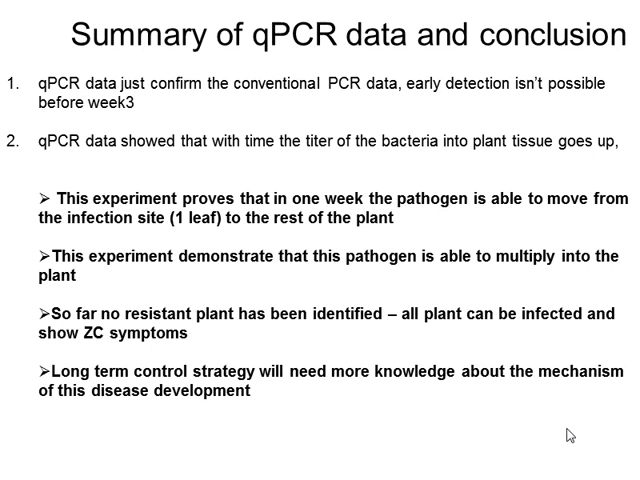 Summary of qPCR data and conclusion
1. qPCR data just confirm the conventional PCR data, early detection isn't possible
before week3
2. qPCR data showed that with time the titer of the bacteria into plant tissue goes up,
➢ This experiment proves that in one week the pathogen is able to move from
the infection site (1 leaf) to the rest of the plant
➢This experiment demonstrate that this pathogen is able to multiply into the
plant
➢So far no resistant plant has been identified – all plant can be infected and
show ZC symptoms
➢Long term control strategy will need more knowledge about the mechanism
of this disease development